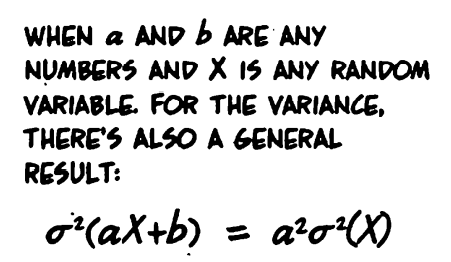 WHEN a AND b ARE ANY
NUMBERS AND X IS ANY RANDOM
VARIABLE. FOR THE VARIANCE,
THERE'S ALSO A GENERAL
RESULT:
σ²(aX+b) = a²σ²(X)